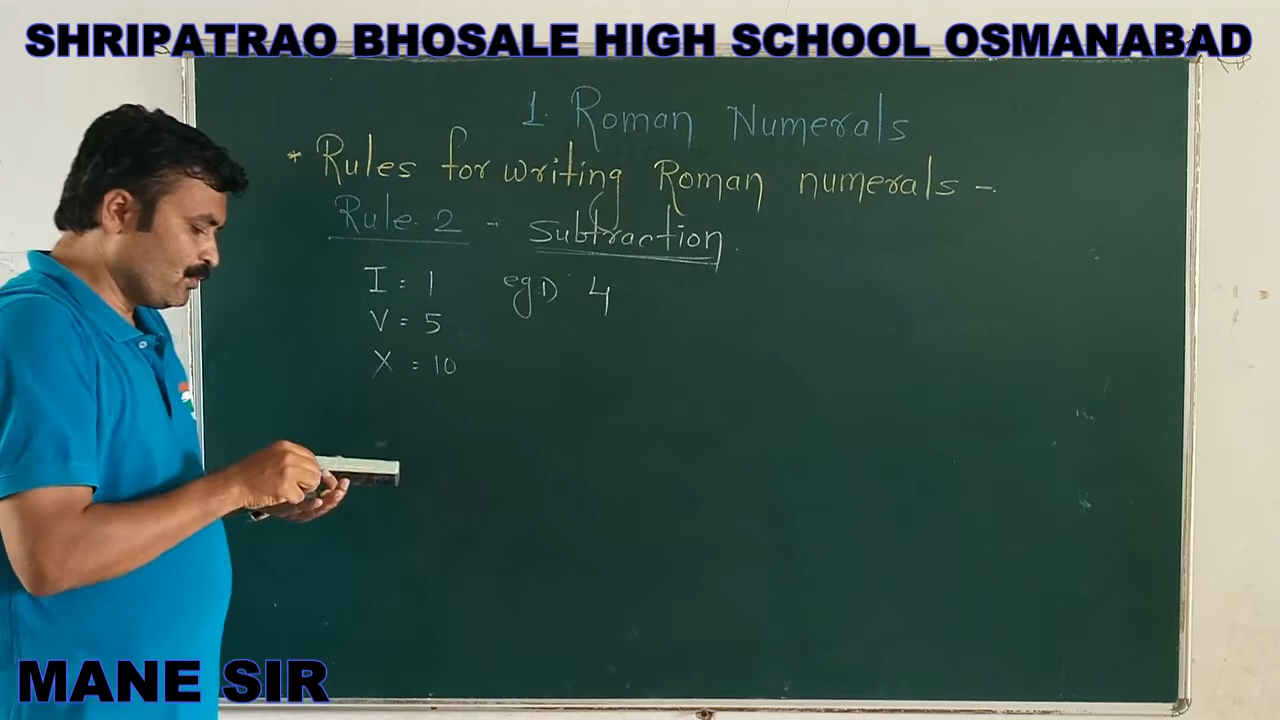 SHRIPATRAO BHOSALE HIGH SCHOOL OSMANABAD
1. Roman Numerals
* Rules for writing Roman numerals -
Rule. 2 - Subtraction
I = 1 eg.1) 4
V = 5
X = 10
MANE SIR